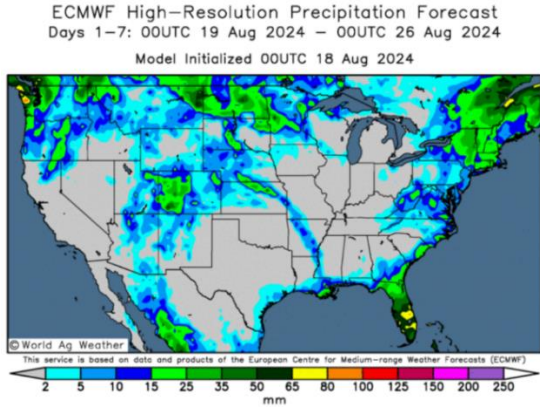 ECMWF High-Resolution Precipitation Forecast
Days 1-7: 00UTC 19 Aug 2024 - 00UTC 26 Aug 2024
Model Initialized 00UTC 18 Aug 2024
© World Ag Weather
This service is based on data and products of the European Centre for Medium-range Weather Forecasts (ECMWF)
2 5 10 15 25 35 50 65 80 100 125 150 200 250
mm